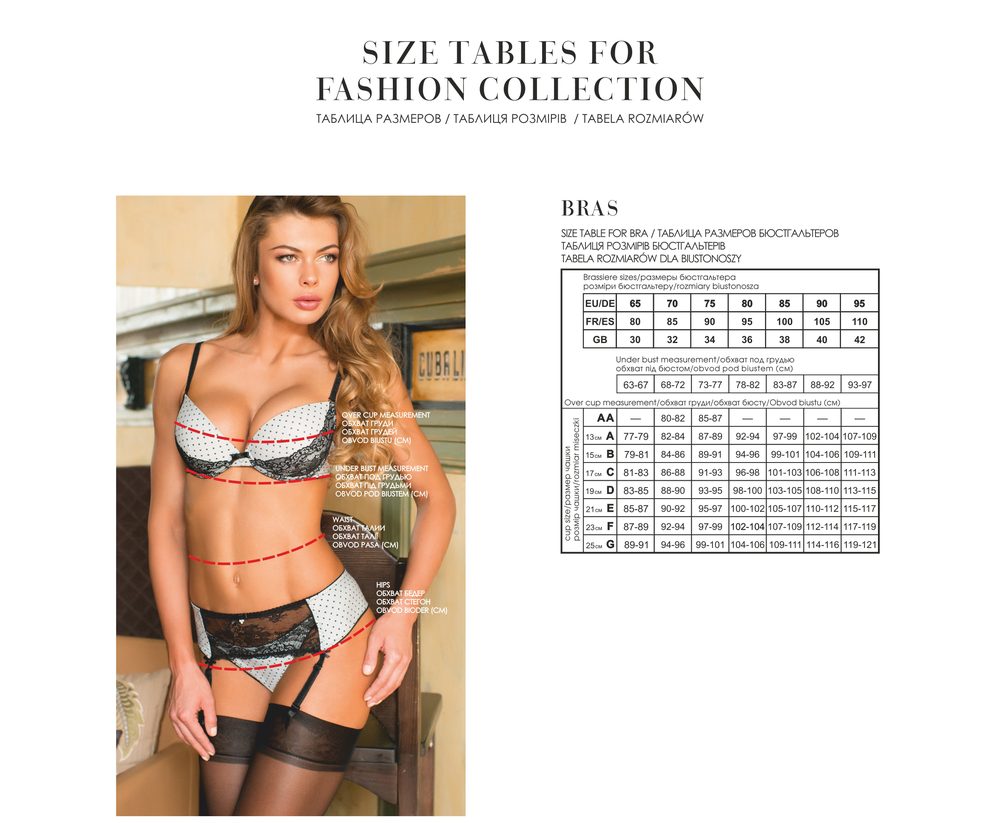 SIZE TABLES FOR
FASHION COLLECTION
ТАБЛИЦА РАЗМЕРОВ / ТАБЛИЦЯ РОЗМІРІВ / TABELA ROZMIARÓW
CUBALI
OVER CUP MEASUREMENT
ОБХВАТ ГРУДИ
ОБХВАТ ГРУДЕЙ
OBVOD BIUSTU (CM)
UNDER BUST MEASUREMENT
ОБХВАТ ПОД ГРУДЬЮ
ОБХВАТ ПІД ГРУДЬМИ
OBVOD POD BIUSTEM (CM)
WAIST
ОБХВАТ ТАЛИИ
ОБХВАТ ТАЛІЇ
OBVOD PASA (CM)
HIPS
ОБХВАТ БЕДЕР
ОБХВАТ СТЕГОН
OBVOD BIODER (CM)
BRAS
SIZE TABLE FOR BRA / ТАБЛИЦА РАЗМЕРОВ БЮСТГАЛЬТЕРОВ
ТАБЛИЦЯ РОЗМІРІВ БЮСТГАЛЬТЕРІВ
TABELA ROZMIARÓW DLA BIUSTONOSZY
Brassiere sizes/размеры бюстгальтера
розміри бюстгальтеру/rozmiary biustonosza
EU/DE 65 70 75 80 85 90 95
FR/ES 80 85 90 95 100 105 110
GB 30 32 34 36 38 40 42
Under bust measurement/обхват под грудью
обхват під бюстом/obvod pod biustem (см)
63-67 68-72 73-77 78-82 83-87 88-92 93-97
Over cup measurement/обхват груди/обхват бюсту/Obvod biustu (см)
cup size/размер чашки
розмір чашки/rozmiar miseczki
AA — 80-82 85-87 — — — —
13см A 77-79 82-84 87-89 92-94 97-99 102-104 107-109
15см B 79-81 84-86 89-91 94-96 99-101 104-106 109-111
17см C 81-83 86-88 91-93 96-98 101-103 106-108 111-113
19см D 83-85 88-90 93-95 98-100 103-105 108-110 113-115
21см E 85-87 90-92 95-97 100-102 105-107 110-112 115-117
23см F 87-89 92-94 97-99 102-104 107-109 112-114 117-119
25см G 89-91 94-96 99-101 104-106 109-111 114-116 119-121